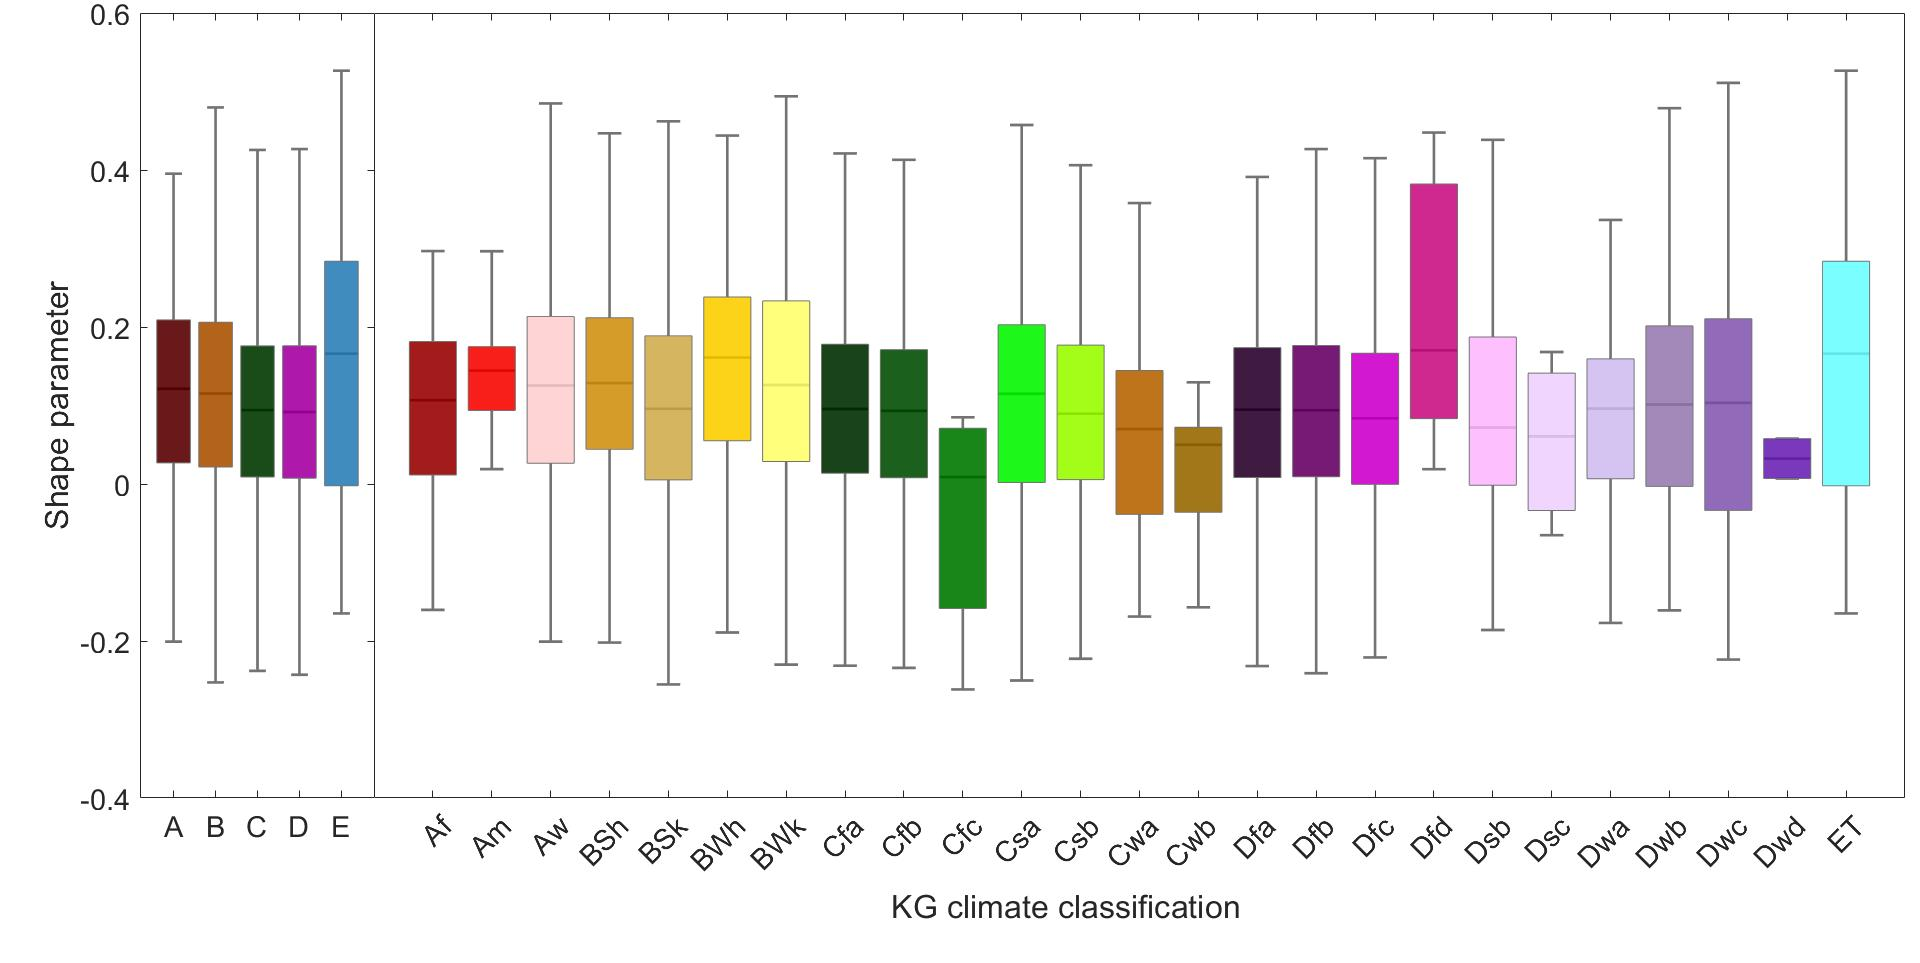 0.6
0.4
0.2
0
-0.2
-0.4
Shape parameter
A B C D E Af Am Aw BSh BSk BWh BWk Cfa Cfb Cfc Csa Csb Cwa Cwb Dfa Dfb Dfc Dfd Dsb Dsc Dwa Dwb Dwc Dwd ET
KG climate classification